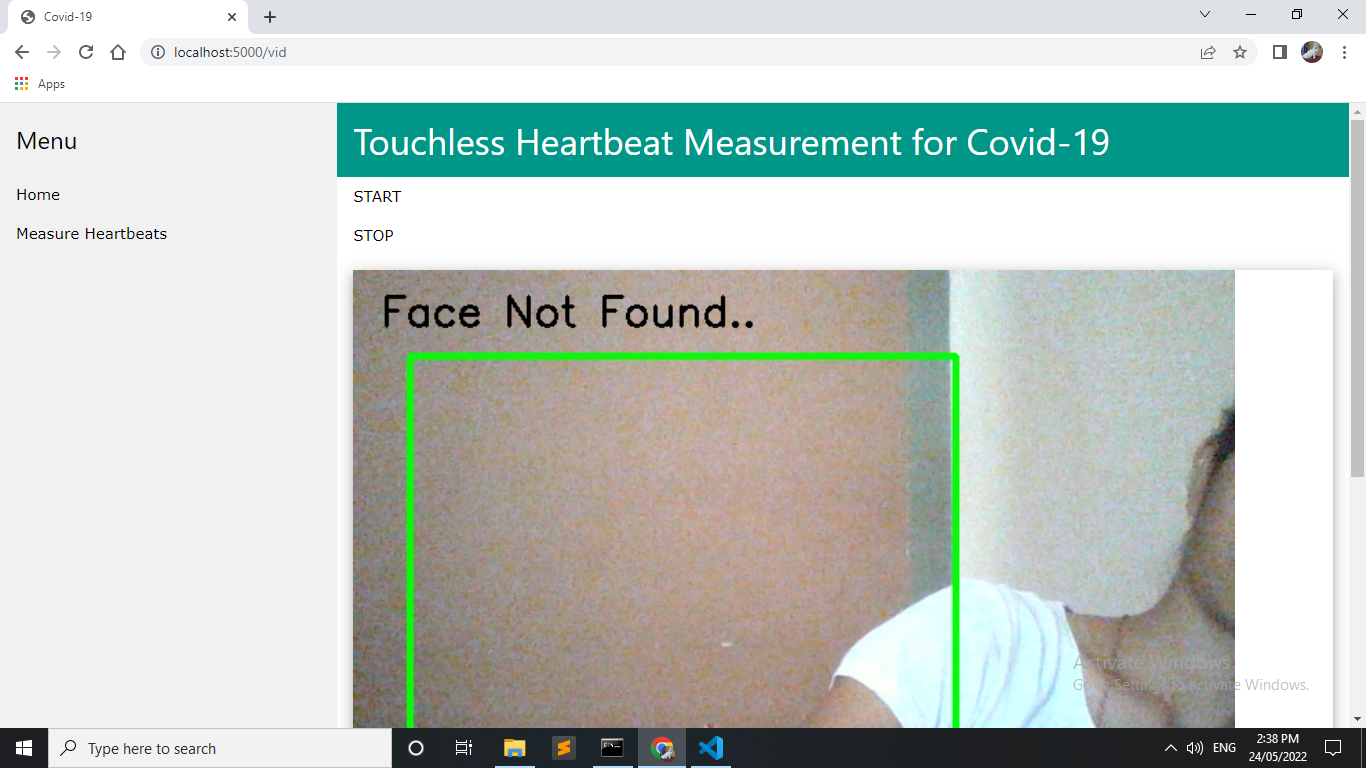 Covid-19
localhost:5000/vid
Apps
Menu
Home
Measure Heartbeats
Touchless Heartbeat Measurement for Covid-19
START
STOP
Face Not Found..
Activate Windows
Go to Settings to activate Windows.
Type here to search
ENG
2:38 PM
24/05/2022